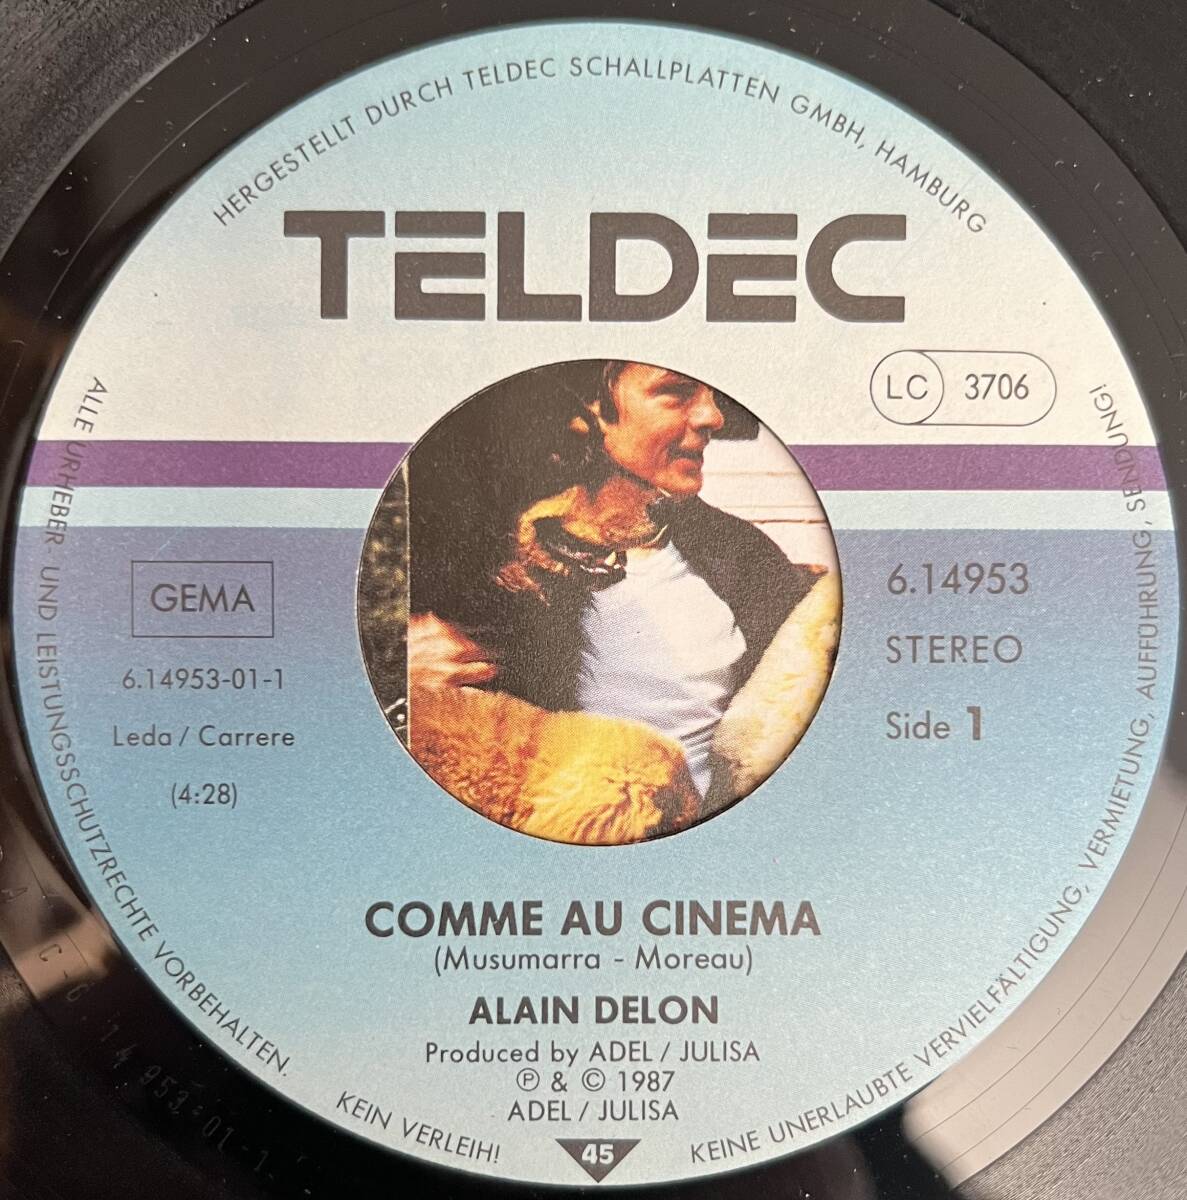 HERGESTELLT DURCH TELDEC SCHALLPLATTEN GMBH, HAMBURG
TELDEC
LC 3706
GEMA
6.14953-01-1
Leda / Carrere
(4:28)
6.14953
STEREO
Side 1
COMME AU CINEMA
(Musumarra - Moreau)
ALAIN DELON
Produced by ADEL / JULISA
℗ & © 1987
ADEL / JULISA
45
ALLE URHEBER- UND LEISTUNGSSCHUTZRECHTE VORBEHALTEN.
KEIN VERLEIH!
KEINE UNERLAUBTE VERVIELFÄLTIGUNG, VERMIETUNG, AUFFÜHRUNG, SENDUNG!